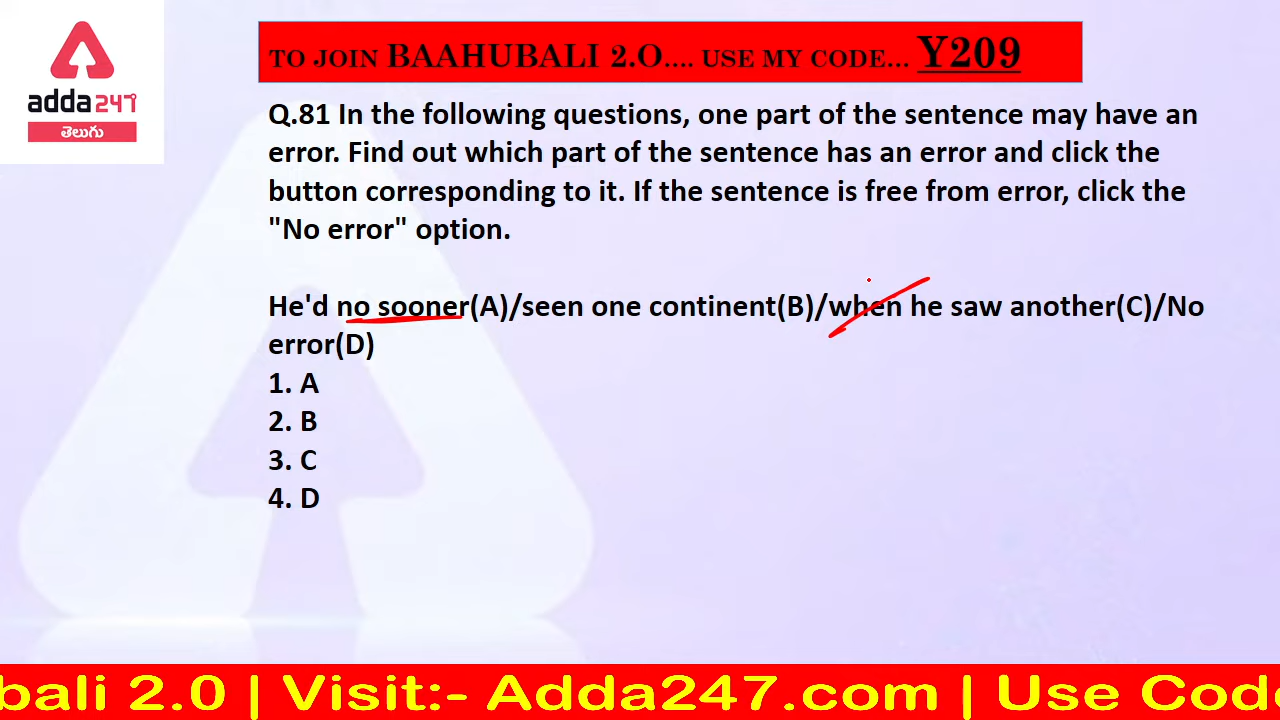 adda247
తెలుగు
TO JOIN BAAHUBALI 2.O.... USE MY CODE... Y209
Q.81 In the following questions, one part of the sentence may have an
error. Find out which part of the sentence has an error and click the
button corresponding to it. If the sentence is free from error, click the
"No error" option.
He'd no sooner(A)/seen one continent(B)/when he saw another(C)/No
error(D)
1. A
2. B
3. C
4. D
bali 2.0 | Visit:- Adda247.com | Use Code